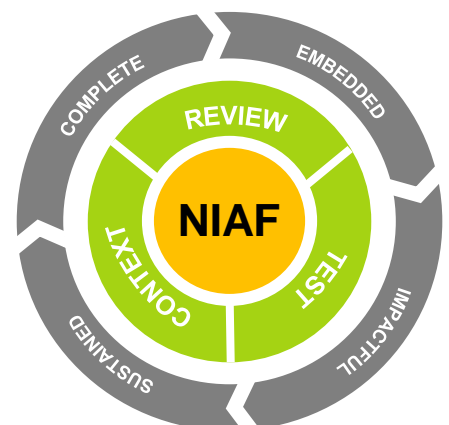 COMPLETE
EMBEDDED
IMPACTFUL
SUSTAINED
REVIEW
TEST
CONTEXT
NIAF